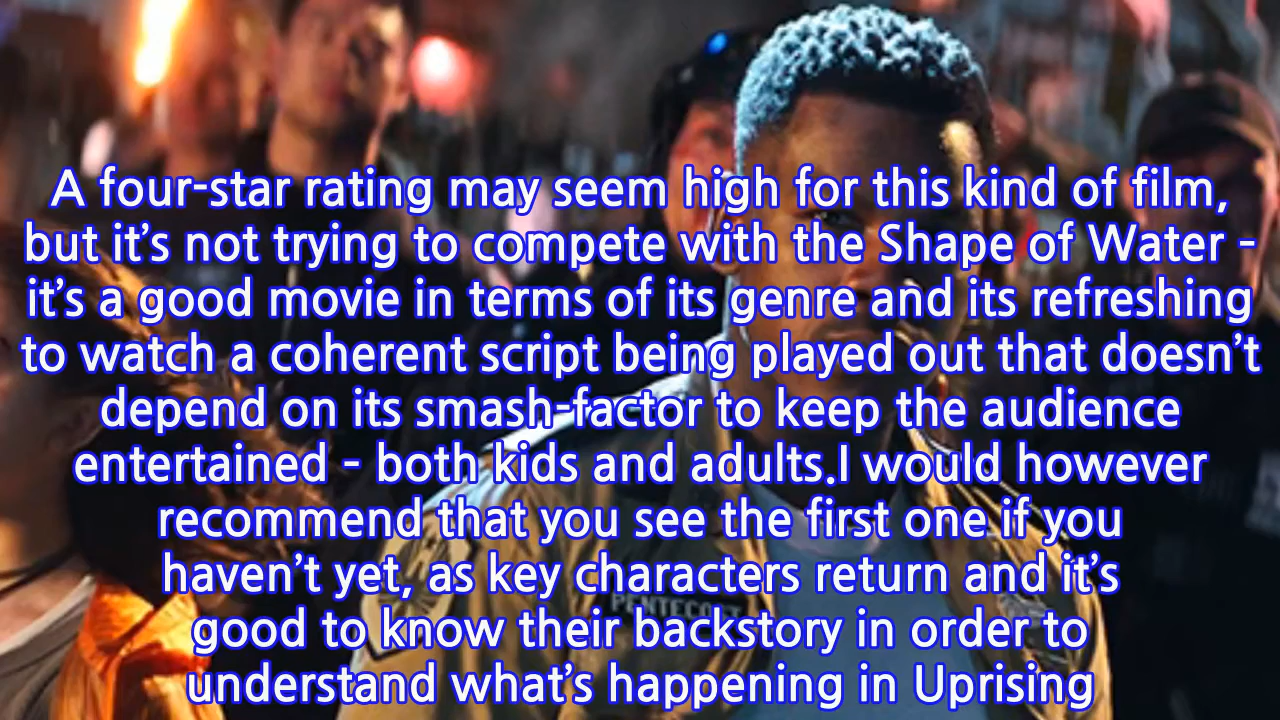 A four-star rating may seem high for this kind of film,
but it’s not trying to compete with the Shape of Water -
it’s a good movie in terms of its genre and its refreshing
to watch a coherent script being played out that doesn’t
depend on its smash-factor to keep the audience
entertained - both kids and adults.I would however
recommend that you see the first one if you
haven’t yet, as key characters return and it’s
PENTECOST
good to know their backstory in order to
understand what’s happening in Uprising